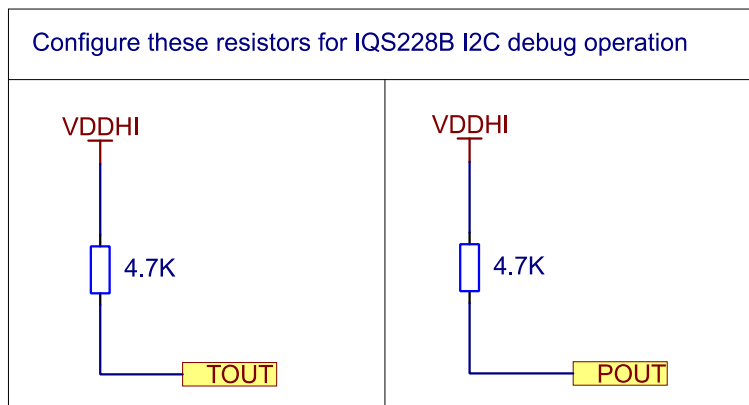 Configure these resistors for IQS228B I2C debug operation
VDDHI
4.7K
TOUT
VDDHI
4.7K
POUT